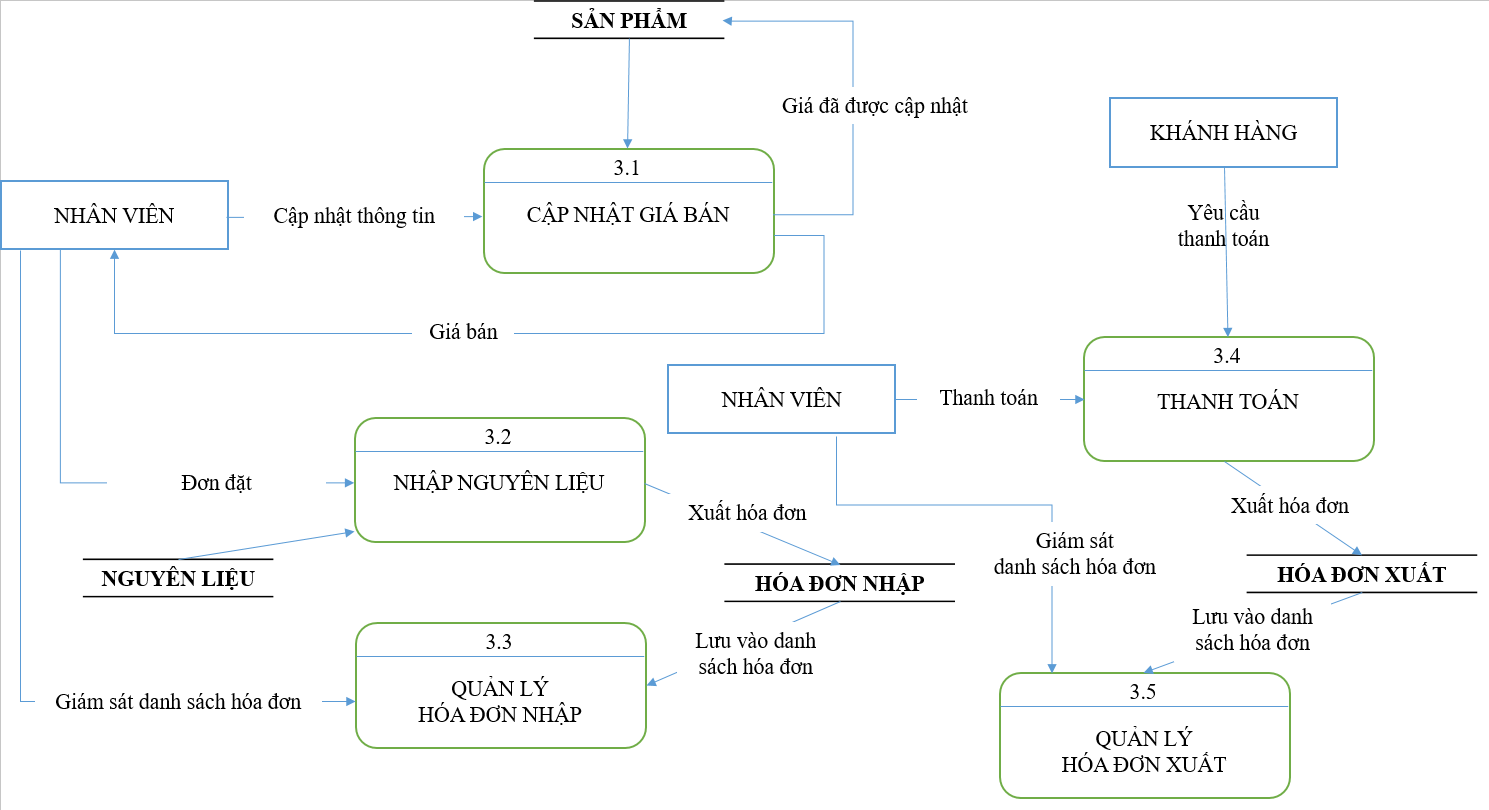 SẢN PHẨM
Giá đã được cập nhật
KHÁNH HÀNG
3.1
CẬP NHẬT GIÁ BÁN
NHÂN VIÊN
Cập nhật thông tin
Yêu cầu
thanh toán
Giá bán
3.4
THANH TOÁN
NHÂN VIÊN
Thanh toán
3.2
NHẬP NGUYÊN LIỆU
Đơn đặt
Xuất hóa đơn
Xuất hóa đơn
Giám sát
danh sách hóa đơn
NGUYÊN LIỆU
HÓA ĐƠN NHẬP
HÓA ĐƠN XUẤT
Lưu vào danh
sách hóa đơn
Lưu vào danh
sách hóa đơn
3.3
QUẢN LÝ
HÓA ĐƠN NHẬP
Giám sát danh sách hóa đơn
3.5
QUẢN LÝ
HÓA ĐƠN XUẤT